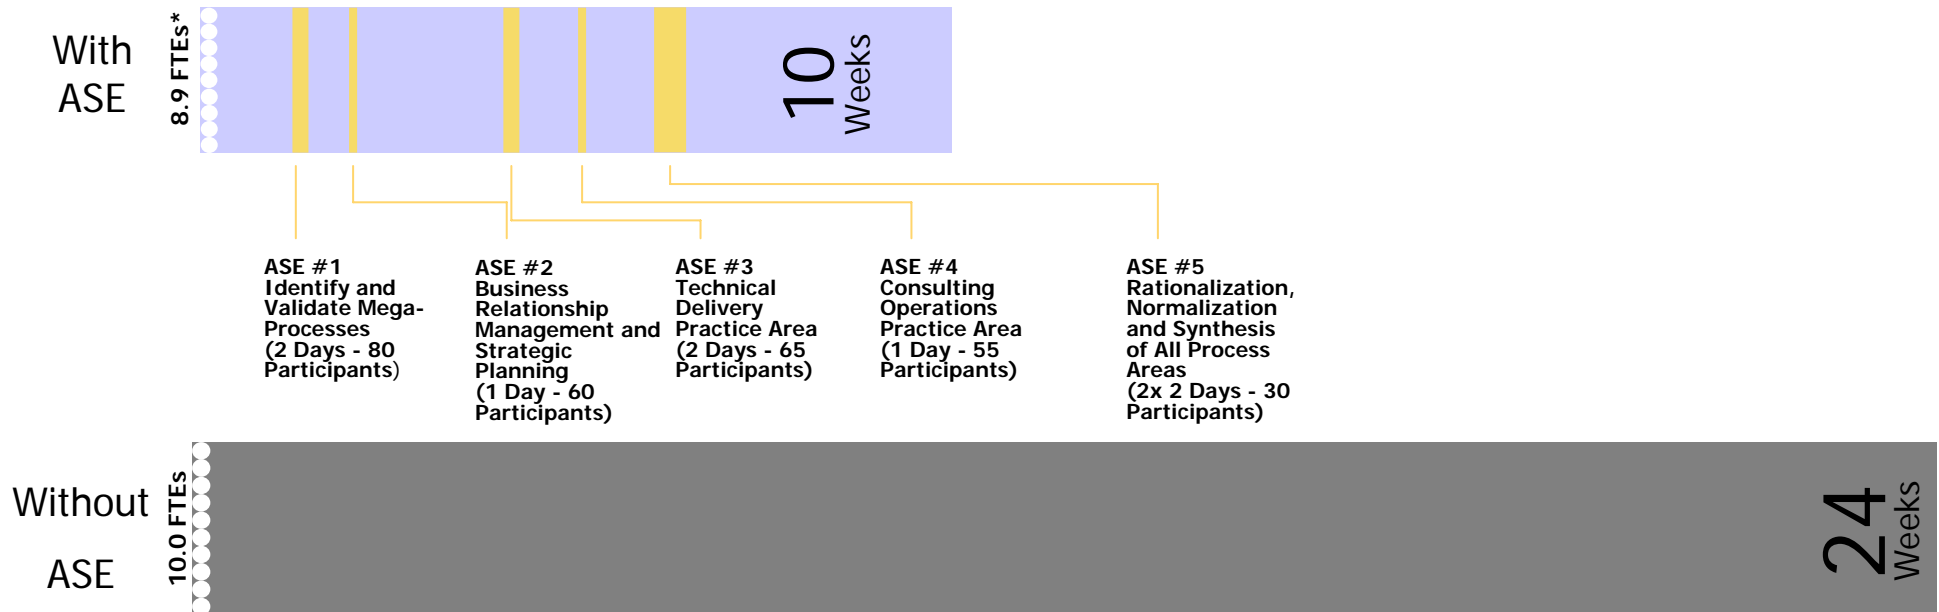 With
ASE
8.9 FTEs*
10
Weeks
ASE #1
Identify and
Validate Mega-
Processes
(2 Days - 80
Participants)
ASE #2
Business
Relationship
Management and
Strategic
Planning
(1 Day - 60
Participants)
ASE #3
Technical
Delivery
Practice Area
(2 Days - 65
Participants)
ASE #4
Consulting
Operations
Practice Area
(1 Day - 55
Participants)
ASE #5
Rationalization,
Normalization
and Synthesis
of All Process
Areas
(2x 2 Days - 30
Participants)
Without
ASE
10.0 FTEs
24
Weeks